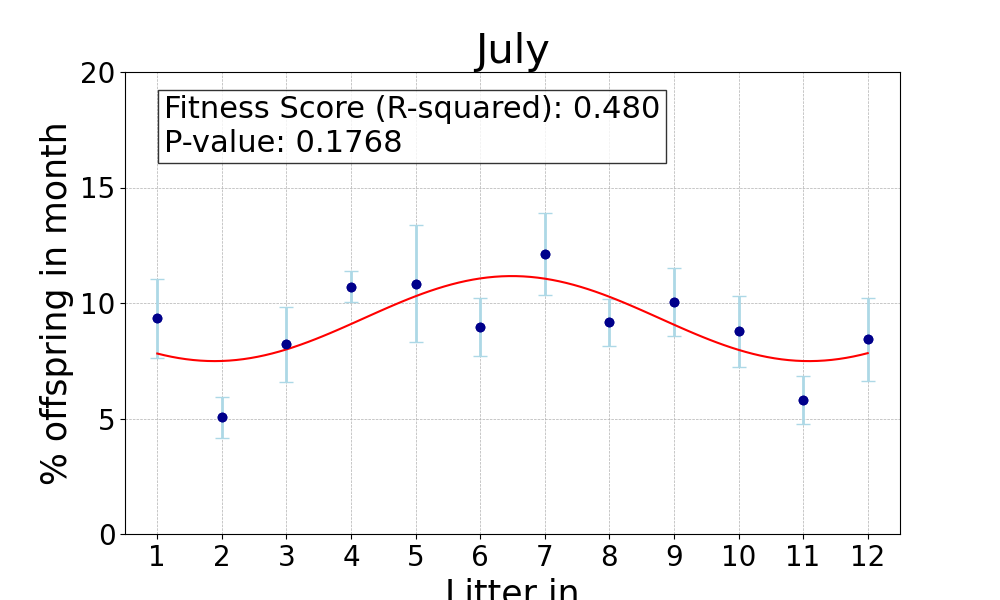 July
Fitness Score (R-squared): 0.480
P-value: 0.1768
% offspring in month
20
15
10
5
0
1 2 3 4 5 6 7 8 9 10 11 12
Litter in